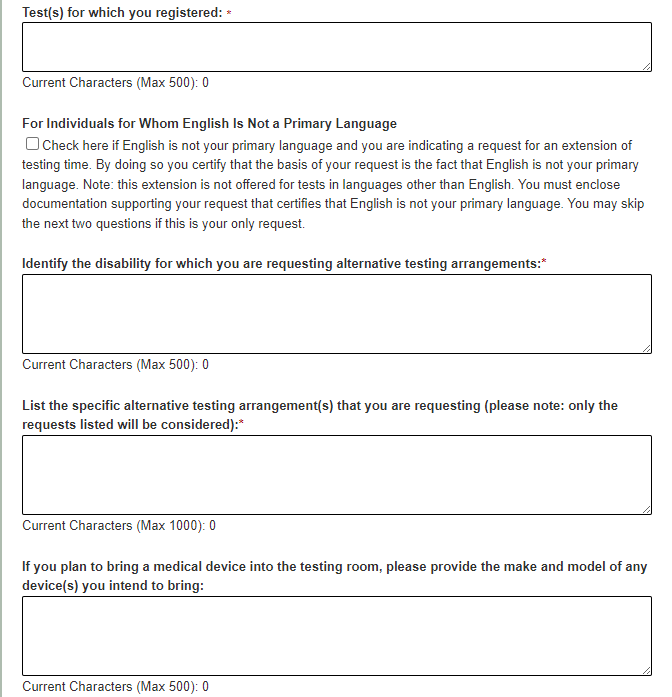 Test(s) for which you registered: *
Current Characters (Max 500): 0
For Individuals for Whom English Is Not a Primary Language
Check here if English is not your primary language and you are indicating a request for an extension of
testing time. By doing so you certify that the basis of your request is the fact that English is not your primary
language. Note: this extension is not offered for tests in languages other than English. You must enclose
documentation supporting your request that certifies that English is not your primary language. You may skip
the next two questions if this is your only request.
Identify the disability for which you are requesting alternative testing arrangements:*
Current Characters (Max 500): 0
List the specific alternative testing arrangement(s) that you are requesting (please note: only the
requests listed will be considered):*
Current Characters (Max 1000): 0
If you plan to bring a medical device into the testing room, please provide the make and model of any
device(s) you intend to bring:
Current Characters (Max 500): 0